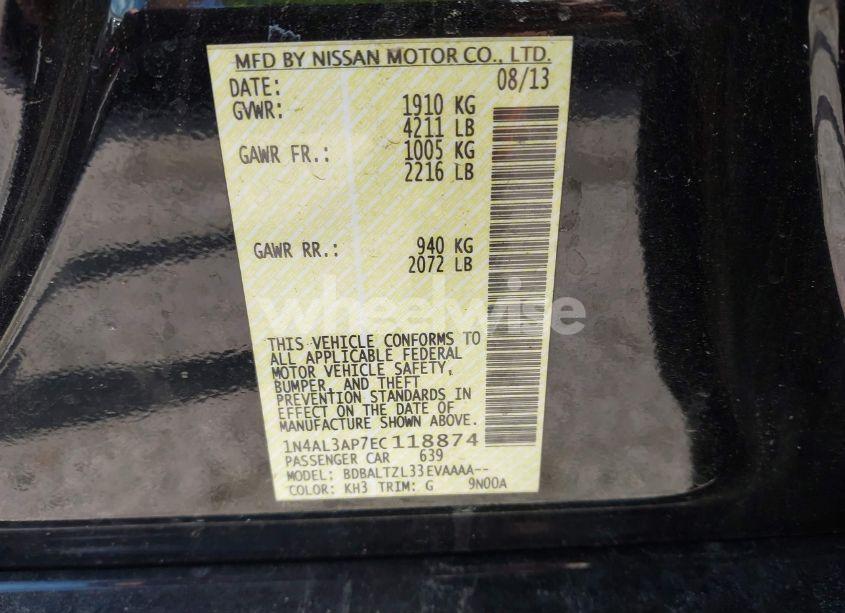 MFD BY NISSAN MOTOR CO., LTD.
DATE: 08/13
GVWR: 1910 KG
4211 LB
GAWR FR.: 1005 KG
2216 LB
GAWR RR.: 940 KG
2072 LB
wheelwise
THIS VEHICLE CONFORMS TO
ALL APPLICABLE FEDERAL
MOTOR VEHICLE SAFETY,
BUMPER, AND THEFT
PREVENTION STANDARDS IN
EFFECT ON THE DATE OF
MANUFACTURE SHOWN ABOVE.
1N4AL3AP7EC118874
PASSENGER CAR 639
MODEL: BDBALTZL33EVAAAA--
COLOR: KH3 TRIM: G 9N00A